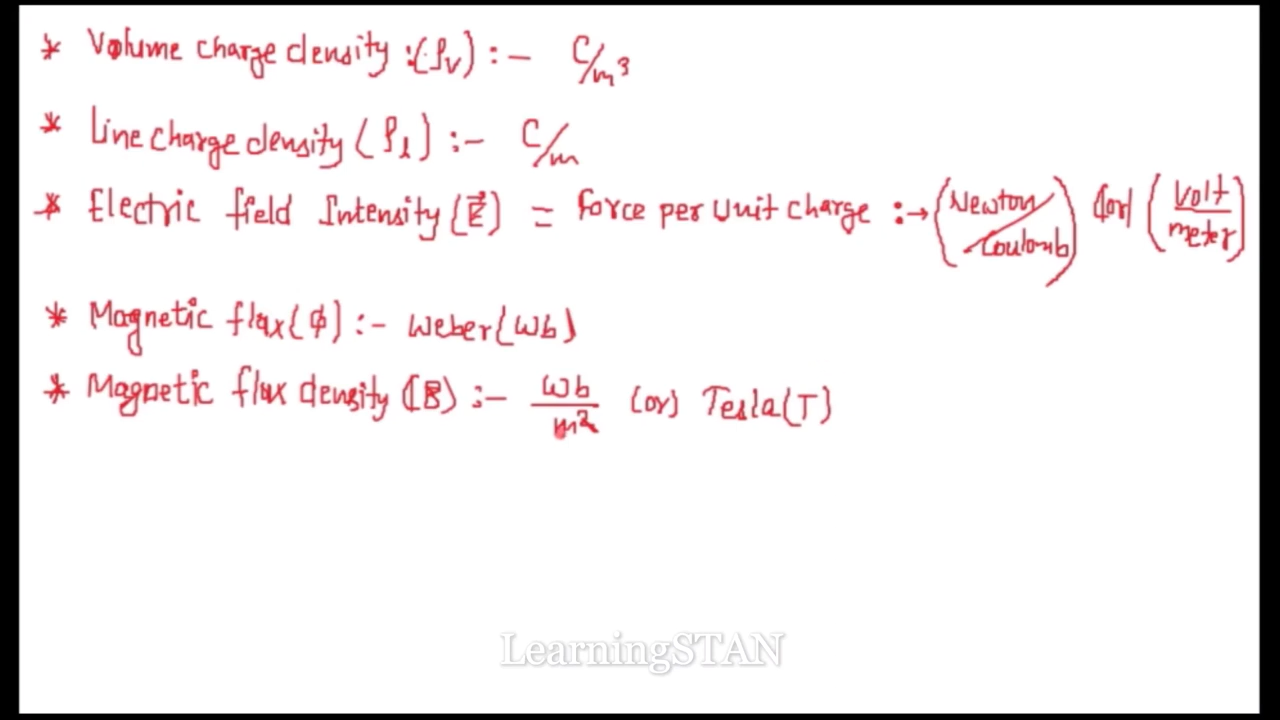 * Volume charge density :(ρv) :- C/m³
* Line charge density (ρl) :- C/m
* Electric field Intensity (E⃗) = force per unit charge :→ (Newton/Coulomb) (or) (Volt/meter)
* Magnetic flux (φ) :- Weber (Wb)
* Magnetic flux density (B) :- Wb/m² (or) Tesla (T)
LearningSTAN